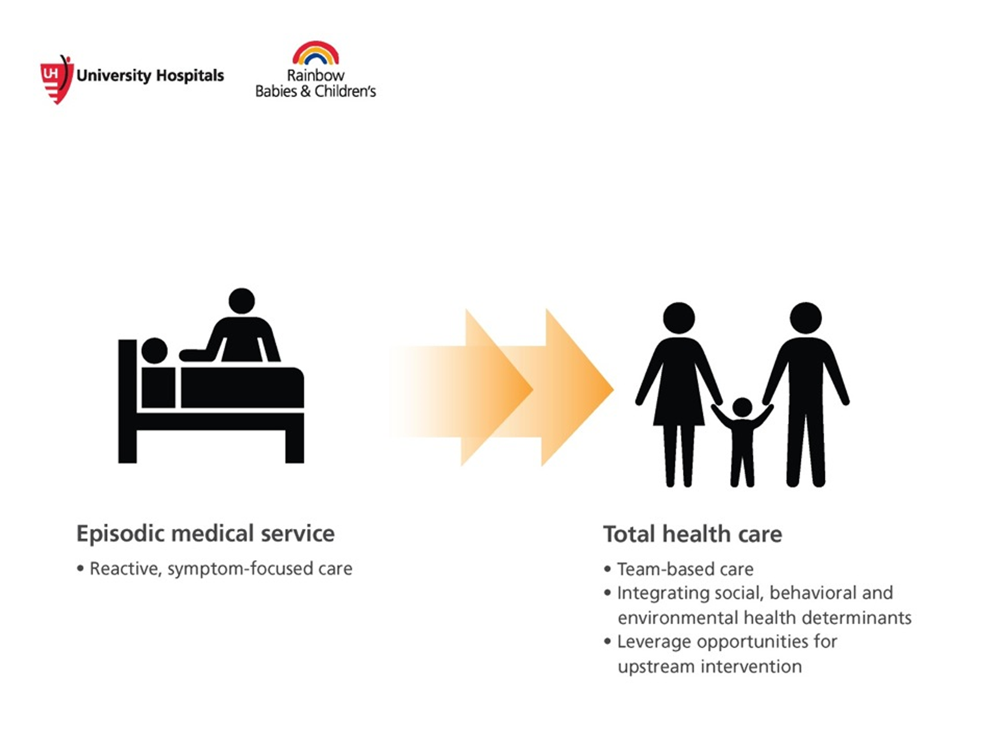 UH University Hospitals
Rainbow
Babies & Children's
Episodic medical service
• Reactive, symptom-focused care
Total health care
• Team-based care
• Integrating social, behavioral and
environmental health determinants
• Leverage opportunities for
upstream intervention